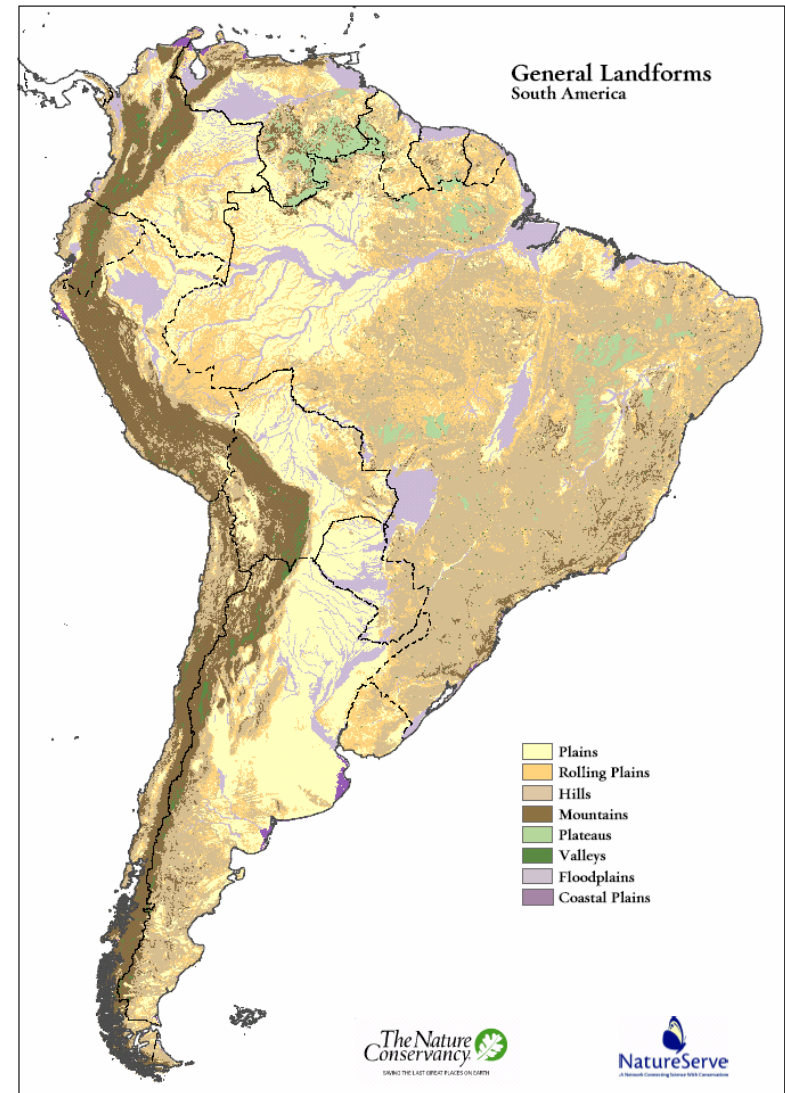 General Landforms
South America
Plains
Rolling Plains
Hills
Mountains
Plateaus
Valleys
Floodplains
Coastal Plains
The Nature
Conservancy
SAVING THE LAST GREAT PLACES ON EARTH
NatureServe
A Network Connecting Science With Conservation